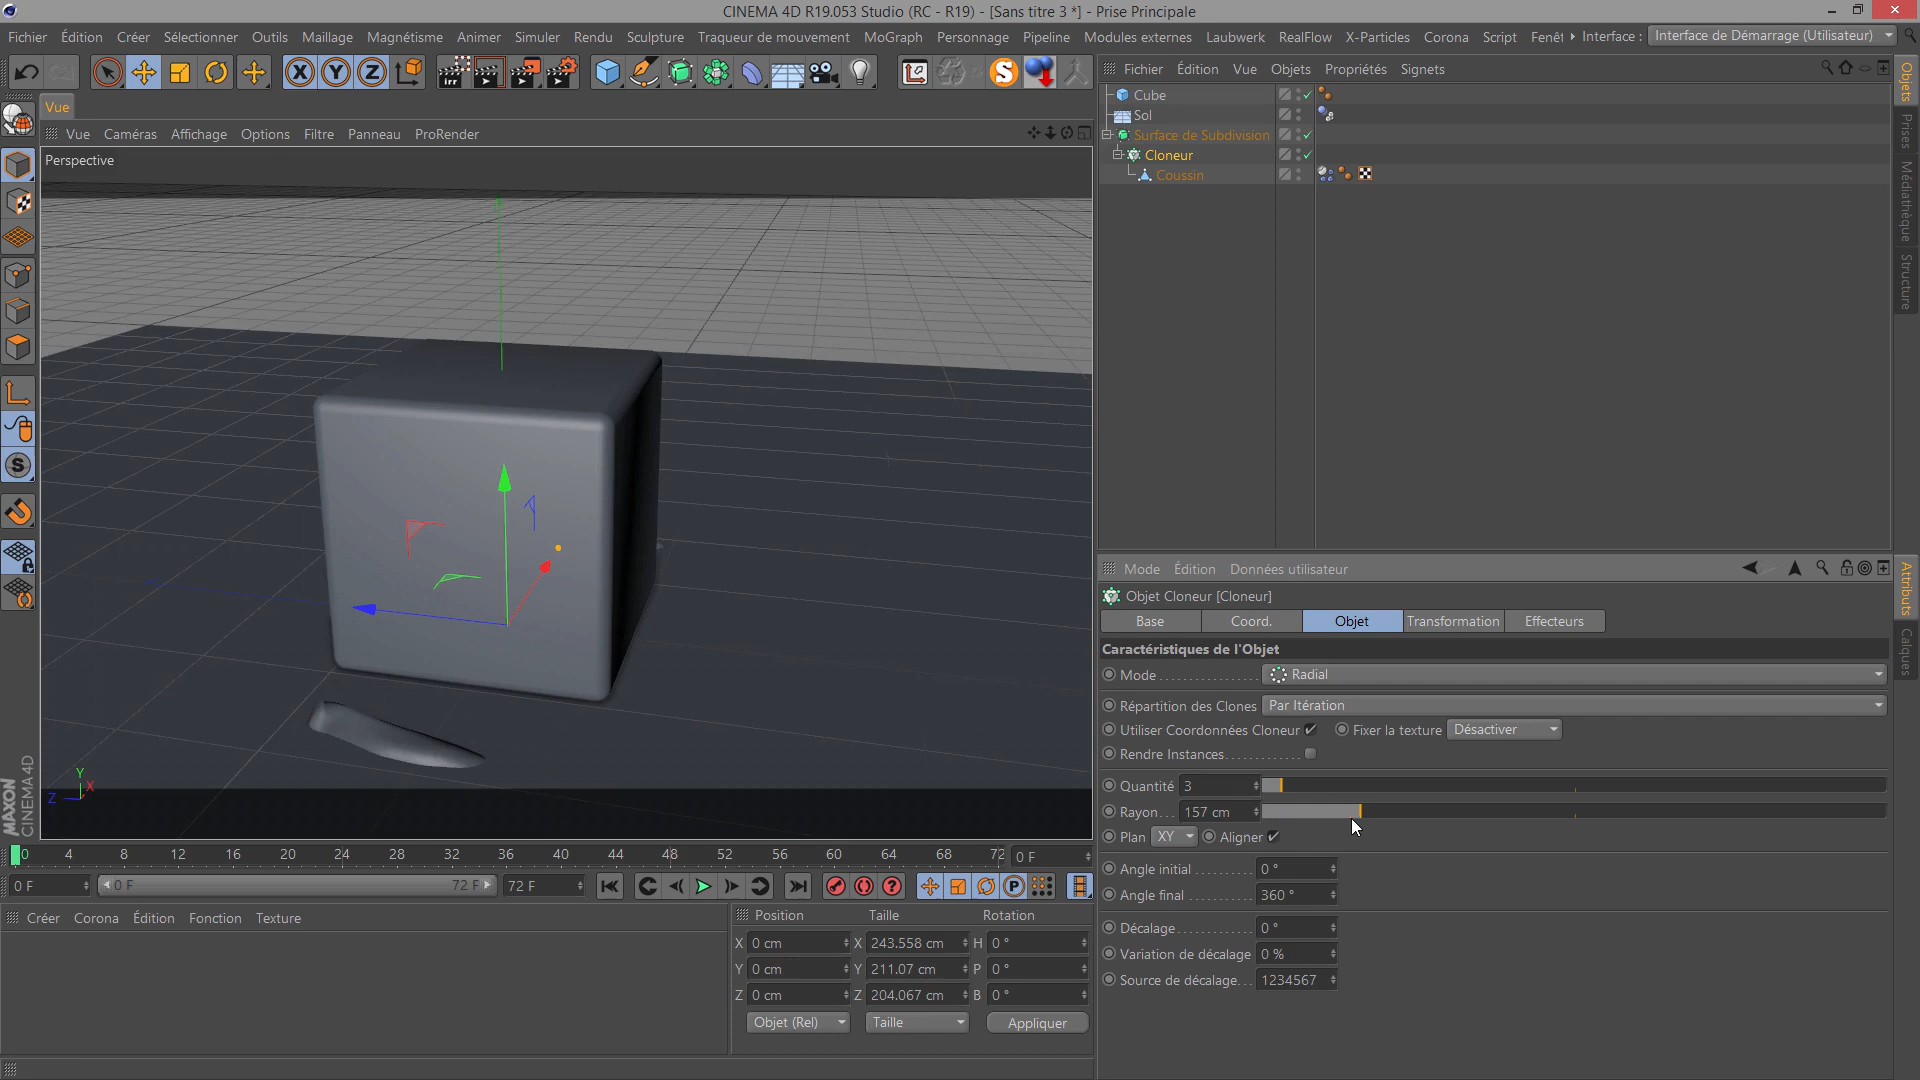 CINEMA 4D R19.053 Studio (RC - R19) - [Sans titre 3 *] - Prise Principale
Fichier Édition Créer Sélectionner Outils Maillage Magnétisme Animer Simuler Rendu Sculpture Traqueur de mouvement MoGraph Personnage Pipeline Modules externes Laubwerk RealFlow X-Particles Corona Script Fenêt Interface : Interface de Démarrage (Utilisateur)
X Y Z
S
P
Vue
Vue Caméras Affichage Options Filtre Panneau ProRender
Perspective
Y
X
Z
MAXON
CINEMA 4D
Fichier Édition Vue Objets Propriétés Signets
Cube
Sol
Surface de Subdivision
Cloneur
Coussin
Objets
Prises
Médiathèque
Structure
Mode Édition Données utilisateur
Objet Cloneur [Cloneur]
Base Coord. Objet Transformation Effecteurs
Caractéristiques de l'Objet
Mode Radial
Répartition des Clones Par Itération
Utiliser Coordonnées Cloneur Fixer la texture Désactiver
Rendre Instances
Quantité 3
Rayon 157 cm
Plan XY Aligner
Angle initial 0 °
Angle final 360 °
Décalage 0 °
Variation de décalage 0 %
Source de décalage 1234567
Attributs
Calques
0 4 8 12 16 20 24 28 32 36 40 44 48 52 56 60 64 68 72 0 F
0 F 0 F 72 F 72 F
Créer Corona Édition Fonction Texture
Position Taille Rotation
X 0 cm X 243.558 cm H 0 °
Y 0 cm Y 211.07 cm P 0 °
Z 0 cm Z 204.067 cm B 0 °
Objet (Rel) Taille Appliquer